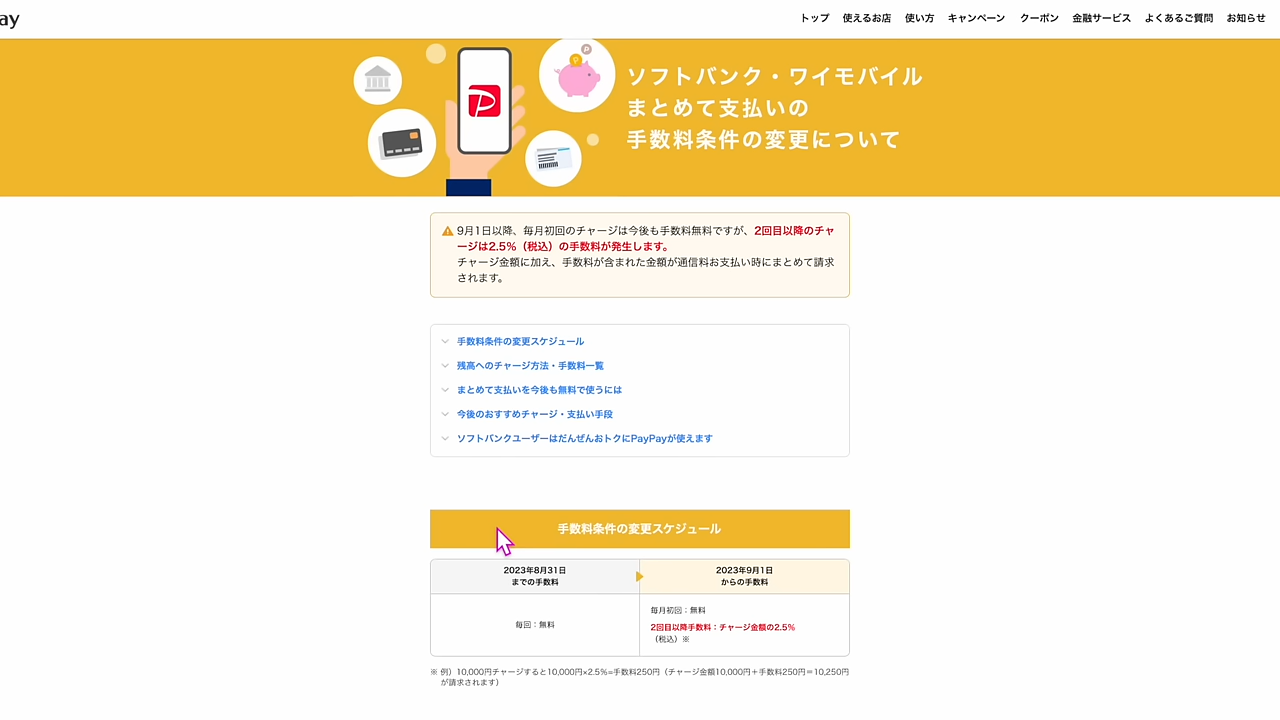 ay
トップ 使えるお店 使い方 キャンペーン クーポン 金融サービス よくあるご質問 お知らせ
ソフトバンク・ワイモバイル
まとめて支払いの
手数料条件の変更について
9月1日以降、毎月初回のチャージは今後も手数料無料ですが、2回目以降のチャ
ージは2.5%（税込）の手数料が発生します。
チャージ金額に加え、手数料が含まれた金額が通信料お支払い時にまとめて請求
されます。
手数料条件の変更スケジュール
残高へのチャージ方法・手数料一覧
まとめて支払いを今後も無料で使うには
今後のおすすめチャージ・支払い手段
ソフトバンクユーザーはだんぜんおトクにPayPayが使えます
手数料条件の変更スケジュール
2023年8月31日
までの手数料
2023年9月1日
からの手数料
毎回：無料
毎月初回：無料
2回目以降手数料：チャージ金額の2.5%
（税込）※
※ 例）10,000円チャージすると10,000円×2.5%=手数料250円（チャージ金額10,000円＋手数料250円＝10,250円
が請求されます）